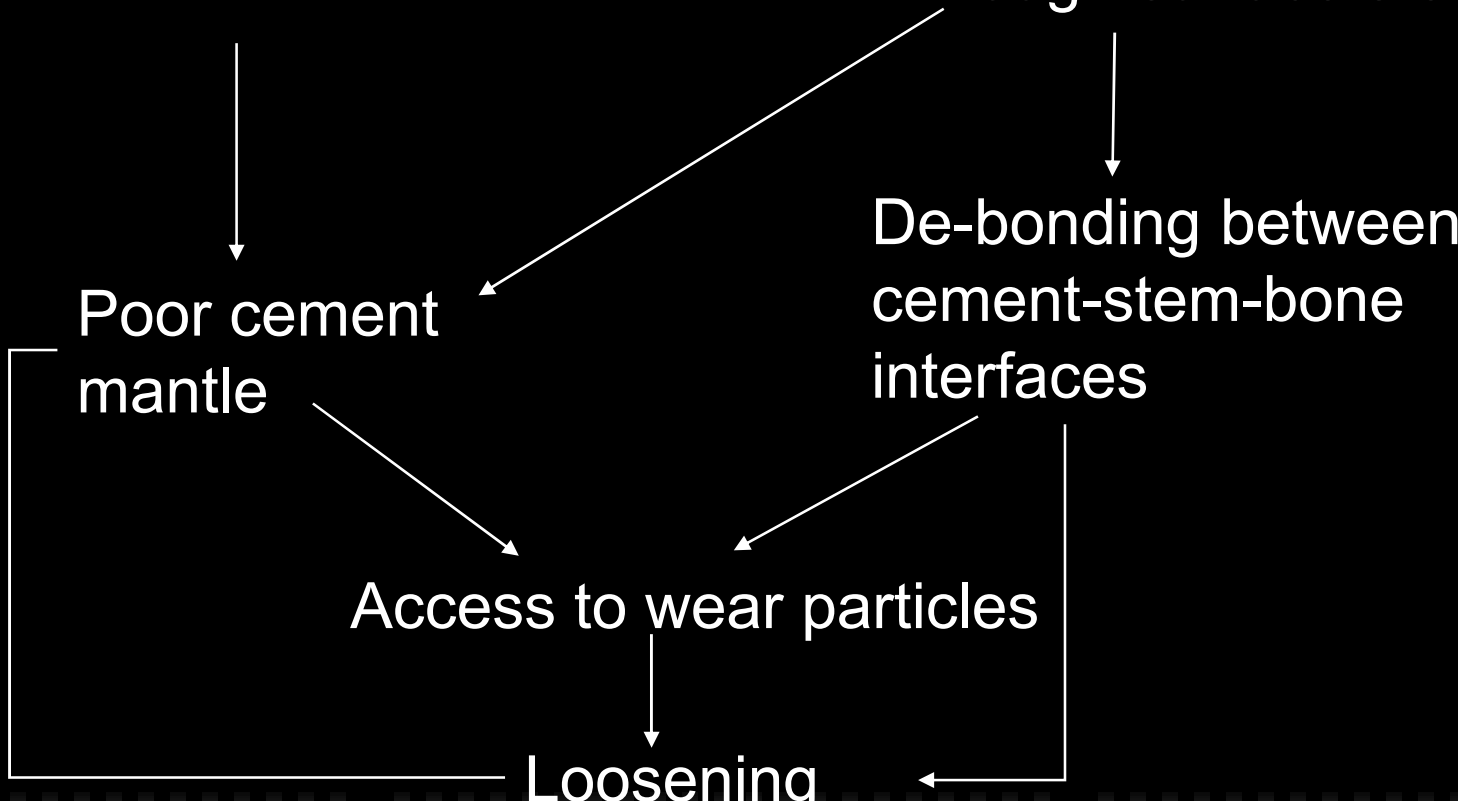 De-bonding between
cement-stem-bone
interfaces
Poor cement
mantle
Access to wear particles
Loosening